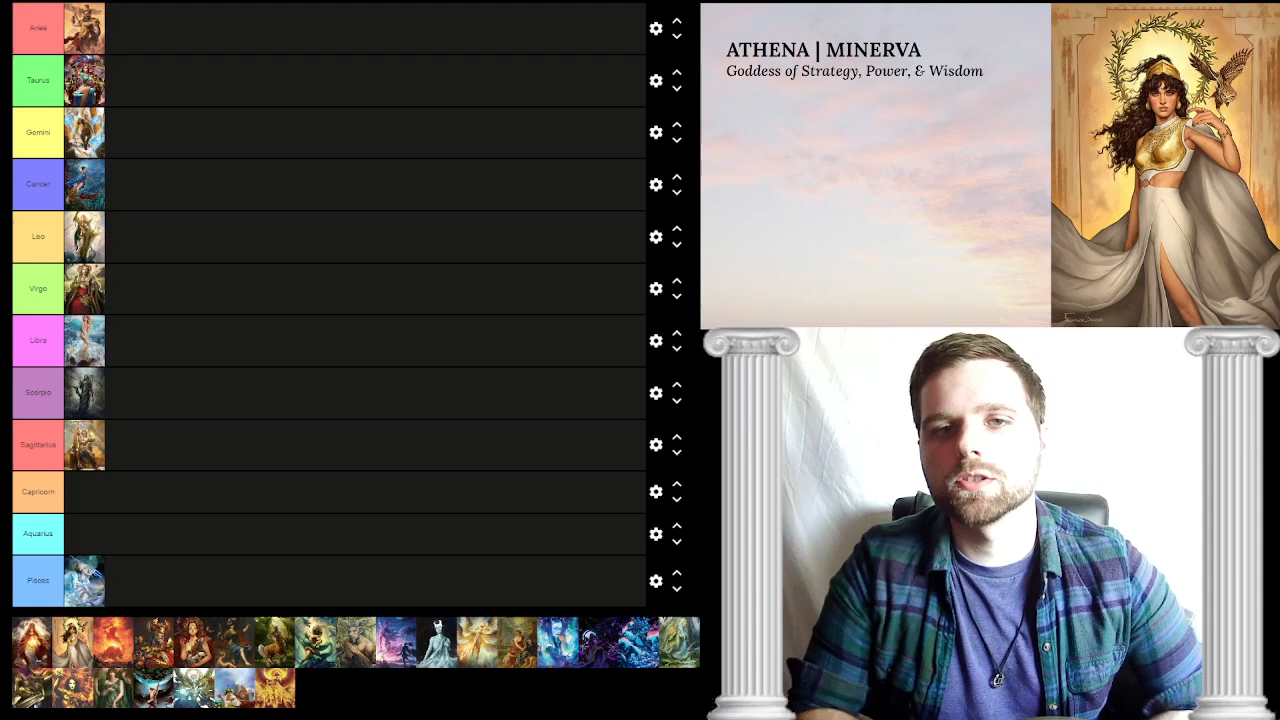 Aries
Taurus
Gemini
Cancer
Leo
Virgo
Libra
Scorpio
Sagittarius
Capricorn
Aquarius
Pisces
ATHENA | MINERVA
Goddess of Strategy, Power, & Wisdom